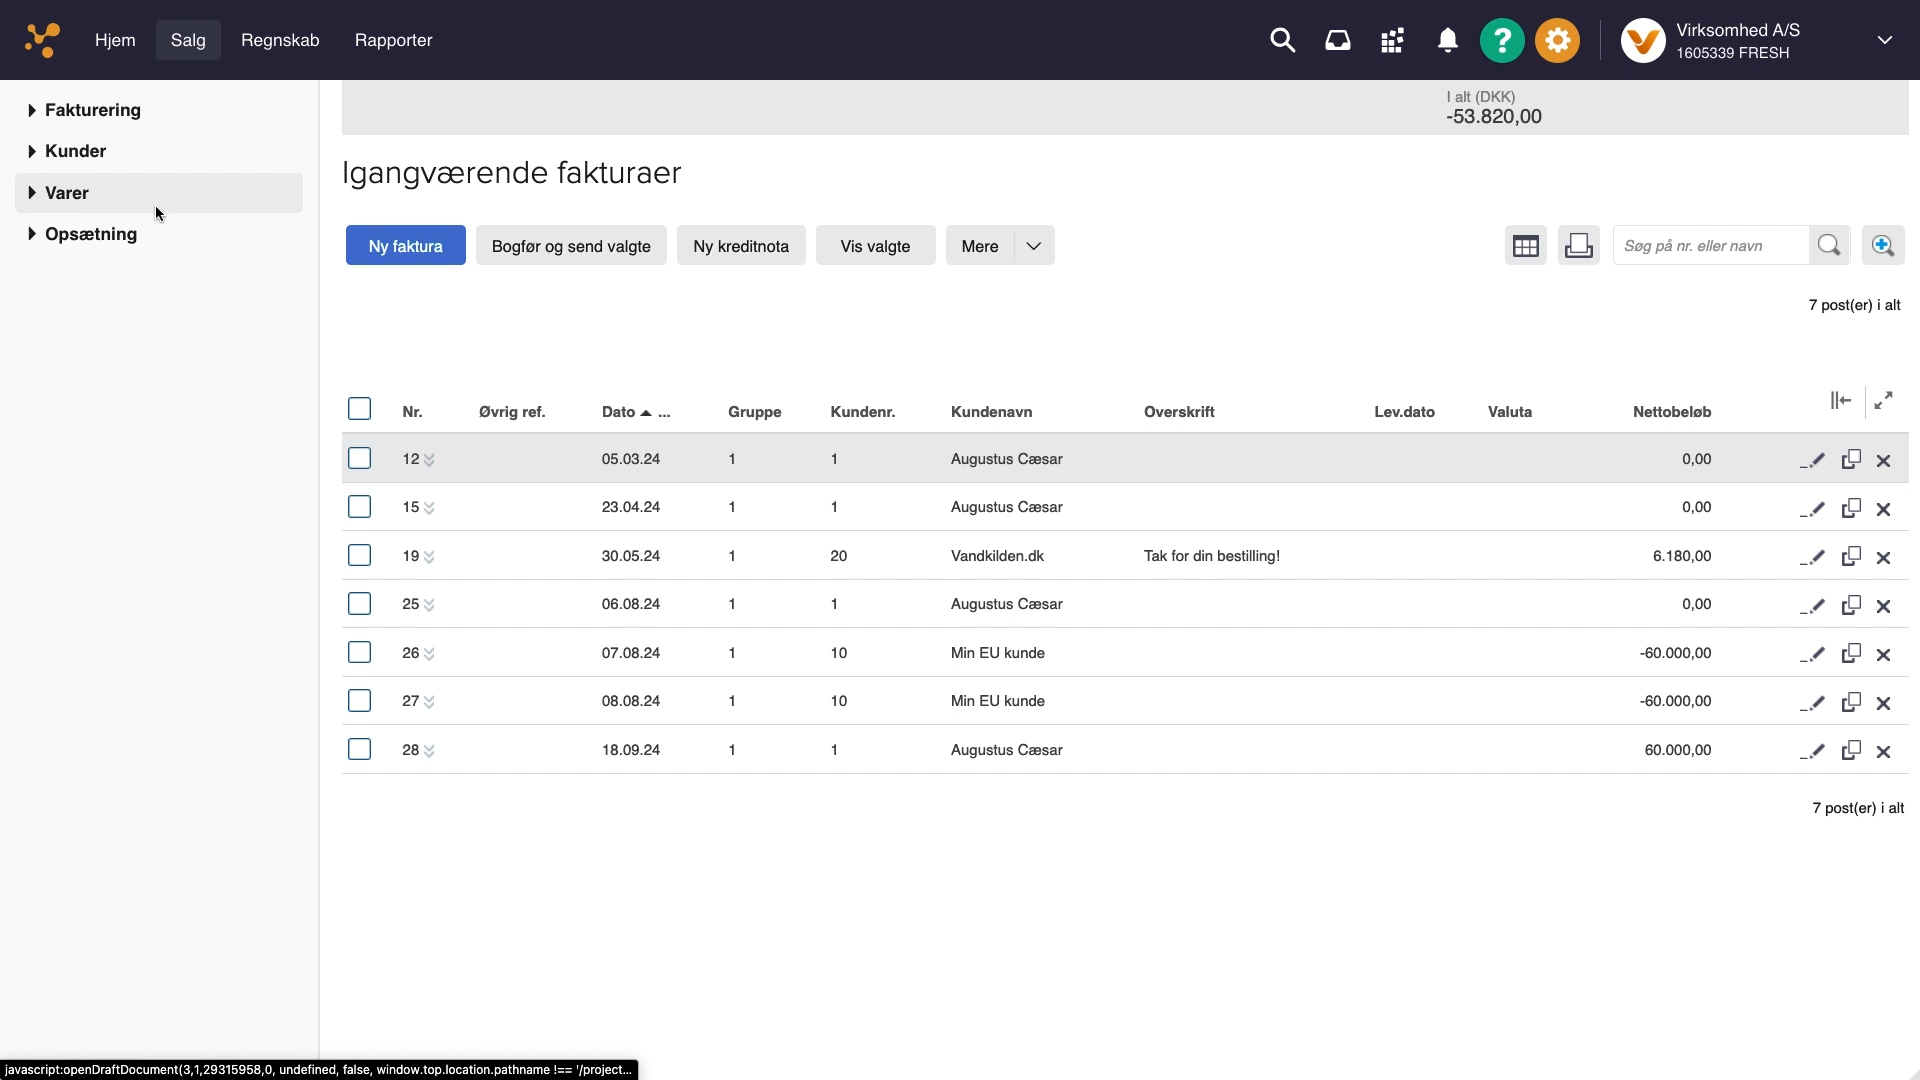 Hjem Salg Regnskab Rapporter ? Virksomhed A/S
1605339 FRESH
Fakturering
Kunder
Varer
Opsætning
I alt (DKK)
-53.820,00
Igangværende fakturaer
Ny faktura Bogfør og send valgte Ny kreditnota Vis valgte Mere Søg på nr. eller navn
7 post(er) i alt
Nr. Øvrig ref. Dato ... Gruppe Kundenr. Kundenavn Overskrift Lev.dato Valuta Nettobeløb
12 05.03.24 1 1 Augustus Cæsar 0,00
15 23.04.24 1 1 Augustus Cæsar 0,00
19 30.05.24 1 20 Vandkilden.dk Tak for din bestilling! 6.180,00
25 06.08.24 1 1 Augustus Cæsar 0,00
26 07.08.24 1 10 Min EU kunde -60.000,00
27 08.08.24 1 10 Min EU kunde -60.000,00
28 18.09.24 1 1 Augustus Cæsar 60.000,00
7 post(er) i alt
javascript:openDraftDocument(3,1,29315958,0, undefined, false, window.top.location.pathname !== '/project...